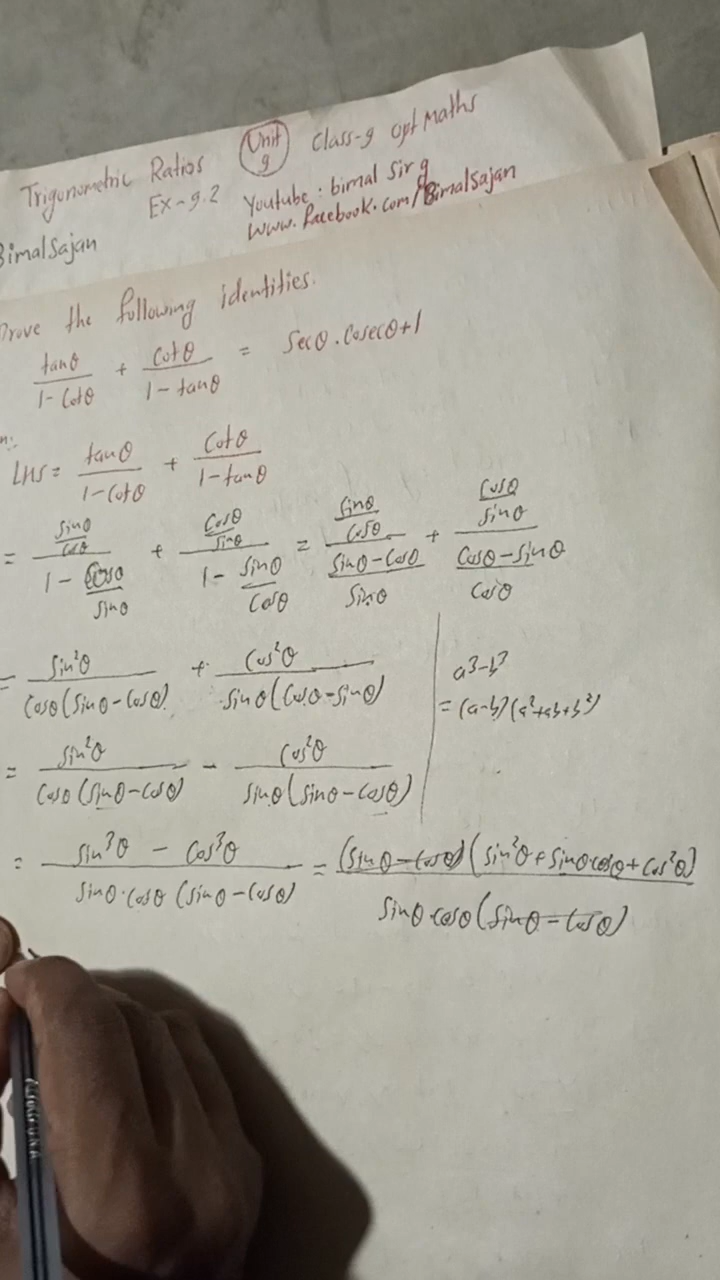 Trigonometric Ratios Unit 9 Class-9 Opt Maths
Ex-9.2 Youtube: bimal Sir g
BimalSajan www.facebook.com/BimalSajan
Prove the following identities.
tanθ/(1-Cotθ) + Cotθ/(1-tanθ) = Secθ.Cosecθ+1
LHS = tanθ/(1-Cotθ) + Cotθ/(1-tanθ)
= (Sinθ/Cosθ)/(1-Cosθ/Sinθ) + (Cosθ/Sinθ)/(1-Sinθ/Cosθ) = (Sinθ/Cosθ)/((Sinθ-Cosθ)/Sinθ) + (Cosθ/Sinθ)/((Cosθ-Sinθ)/Cosθ)
= Sin²θ/(Cosθ(Sinθ-Cosθ)) + Cos²θ/(Sinθ(Cosθ-Sinθ))
a³-b³
= (a-b)(a²+ab+b²)
= Sin²θ/(Cosθ(Sinθ-Cosθ)) - Cos²θ/(Sinθ(Sinθ-Cosθ))
= (Sin³θ - Cos³θ)/(Sinθ.Cosθ(Sinθ-Cosθ)) = (Sinθ-Cosθ)(Sin²θ+Sinθ.cosθ+Cos²θ)/(Sinθ.Cosθ(Sinθ-Cosθ))